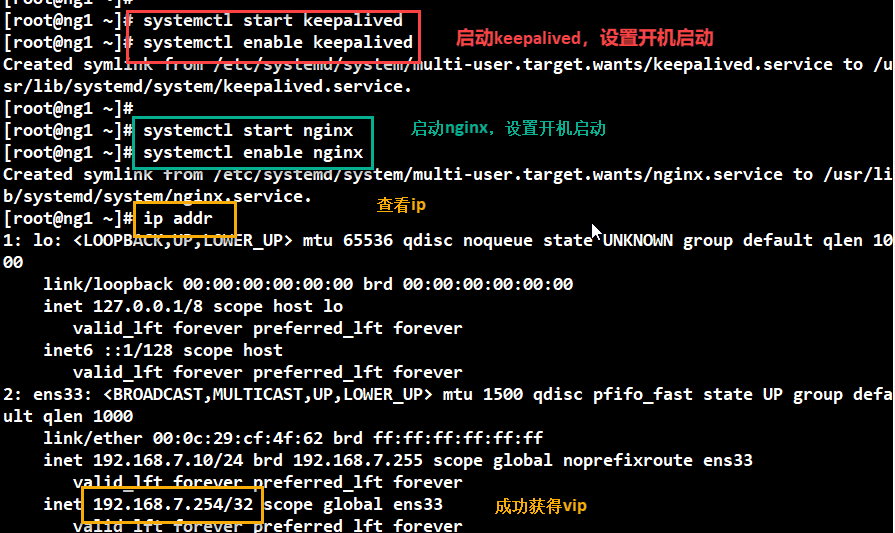 [root@ng1 ~]# systemctl start keepalived
[root@ng1 ~]# systemctl enable keepalived
启动keepalived，设置开机启动
Created symlink from /etc/systemd/system/multi-user.target.wants/keepalived.service to /u
sr/lib/systemd/system/keepalived.service.
[root@ng1 ~]#
[root@ng1 ~]# systemctl start nginx
启动nginx，设置开机启动
[root@ng1 ~]# systemctl enable nginx
Created symlink from /etc/systemd/system/multi-user.target.wants/nginx.service to /usr/li
b/systemd/system/nginx.service.
查看ip
[root@ng1 ~]# ip addr
1: lo: <LOOPBACK,UP,LOWER_UP> mtu 65536 qdisc noqueue state UNKNOWN group default qlen 10
00
link/loopback 00:00:00:00:00:00 brd 00:00:00:00:00:00
inet 127.0.0.1/8 scope host lo
valid_lft forever preferred_lft forever
inet6 ::1/128 scope host
valid_lft forever preferred_lft forever
2: ens33: <BROADCAST,MULTICAST,UP,LOWER_UP> mtu 1500 qdisc pfifo_fast state UP group defa
ult qlen 1000
link/ether 00:0c:29:cf:4f:62 brd ff:ff:ff:ff:ff:ff
inet 192.168.7.10/24 brd 192.168.7.255 scope global noprefixroute ens33
valid_lft forever preferred_lft forever
inet 192.168.7.254/32 scope global ens33
成功获得vip
valid_lft forever preferred_lft forever